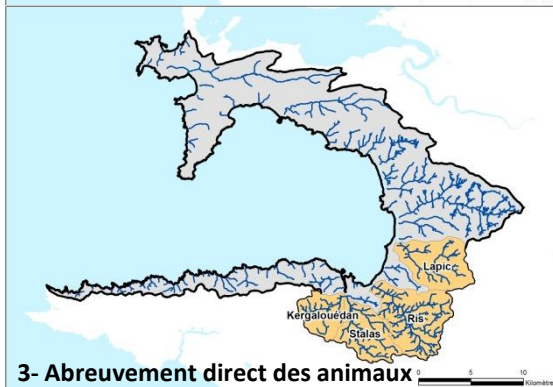 Lapic
Kergalouédan
Ris
Stalas
3- Abreuvement direct des animaux
0 5 10
Kilomètres